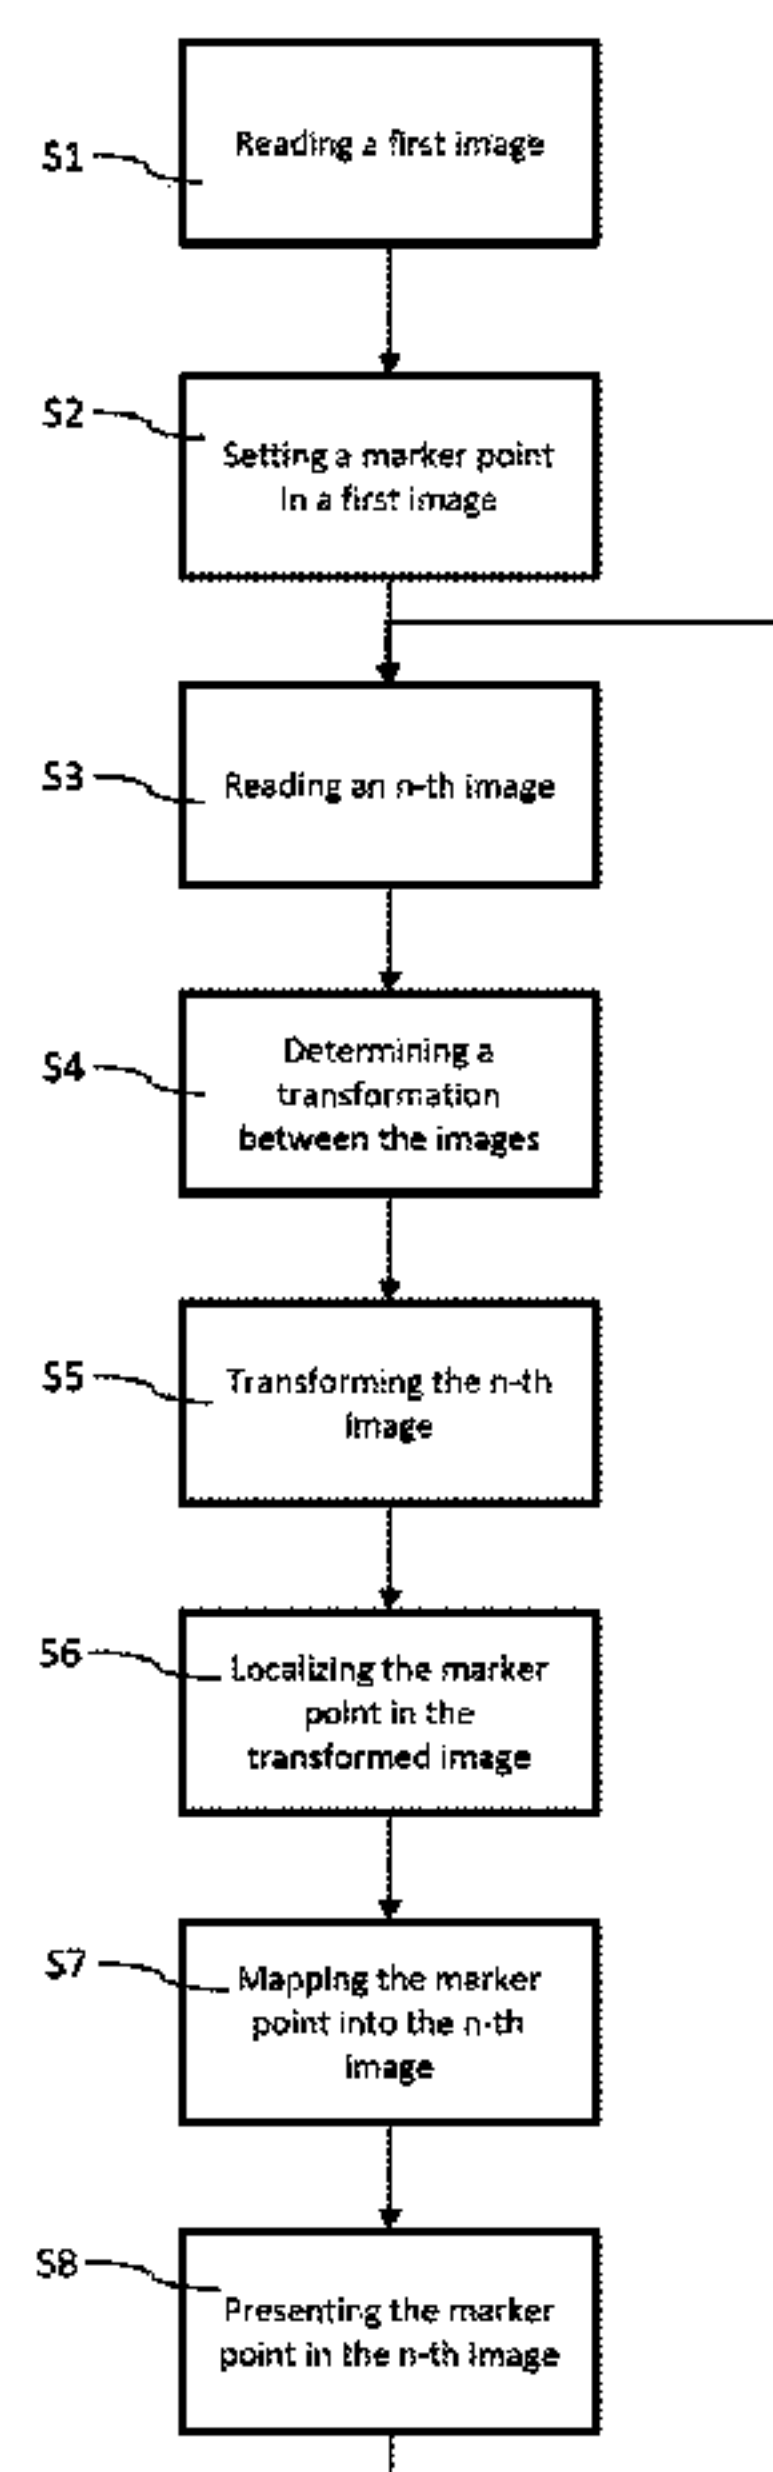 S1
Reading a first image
S2
Setting a marker point
in a first image
S3
Reading an n-th image
S4
Determining a
transformation
between the images
S5
Transforming the n-th
image
S6
Localizing the marker
point in the
transformed image
S7
Mapping the marker
point into the n-th
image
S8
Presenting the marker
point in the n-th image